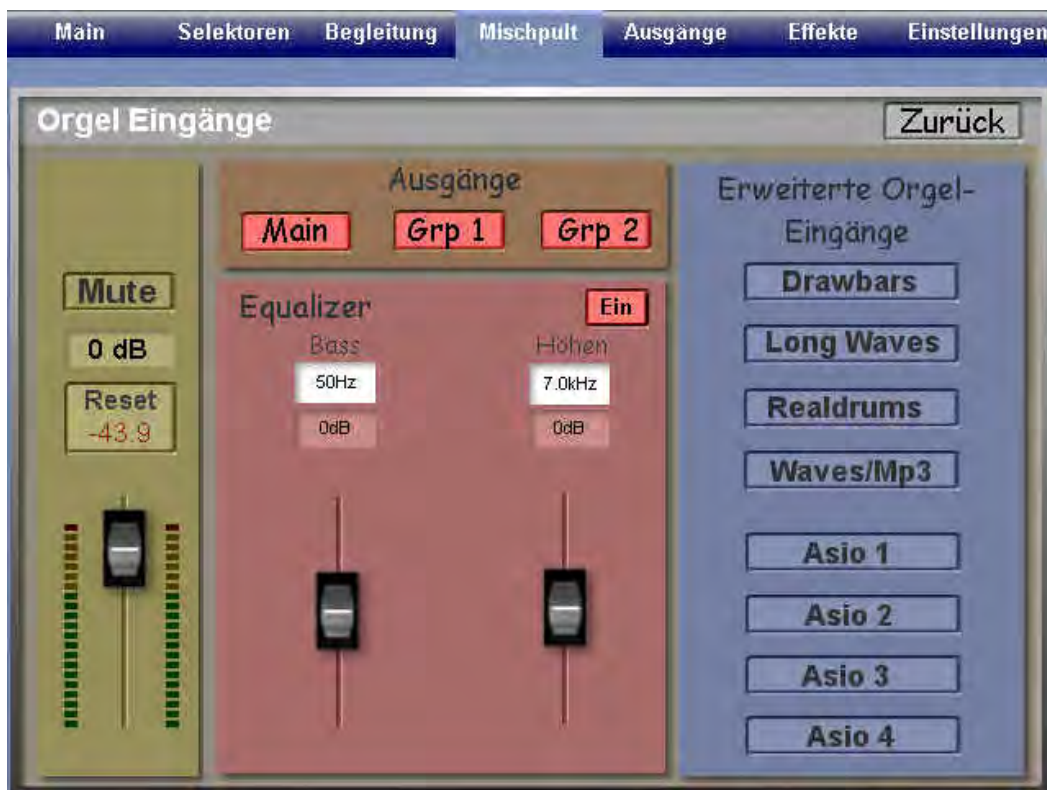 Main Selektoren Begleitung Mischpult Ausgänge Effekte Einstellungen
Orgel Eingänge
Zurück
Mute
0 dB
Reset
-43.9
Ausgänge
Main Grp 1 Grp 2
Equalizer
Ein
Bass Höhen
50Hz 7.0kHz
0dB 0dB
Erweiterte Orgel-
Eingänge
Drawbars
Long Waves
Realdrums
Waves/Mp3
Asio 1
Asio 2
Asio 3
Asio 4